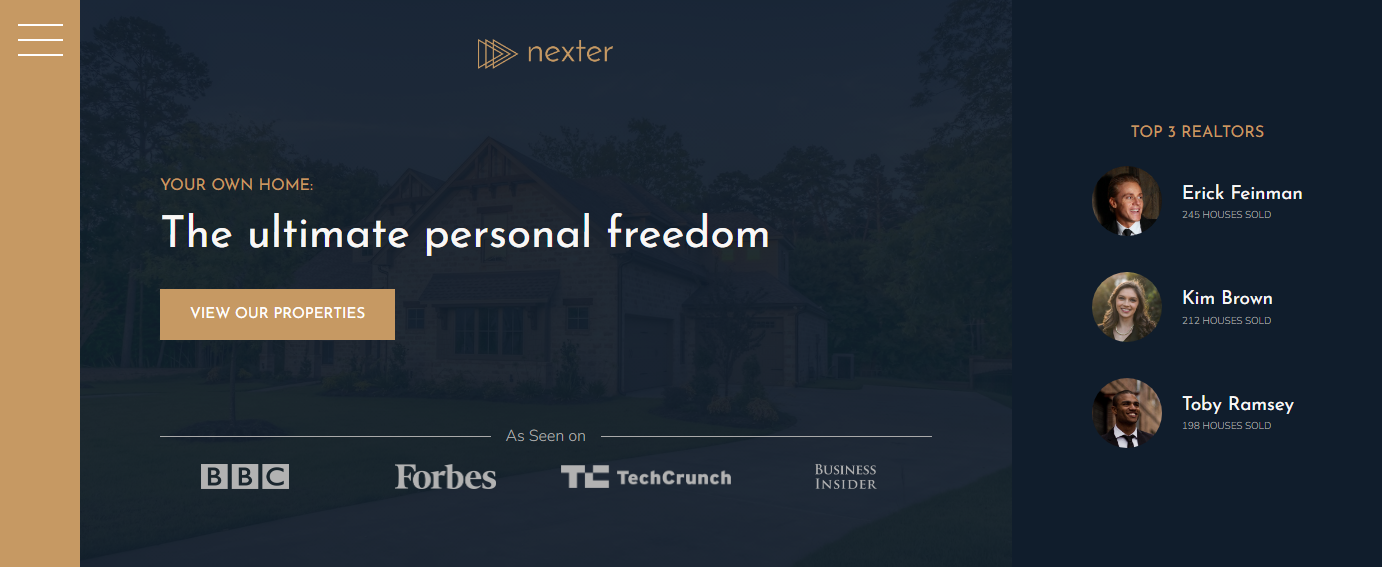 nexter
YOUR OWN HOME:
The ultimate personal freedom
VIEW OUR PROPERTIES
As Seen on
BBC
Forbes
TC TechCrunch
BUSINESS
INSIDER
TOP 3 REALTORS
Erick Feinman
245 HOUSES SOLD
Kim Brown
212 HOUSES SOLD
Toby Ramsey
198 HOUSES SOLD